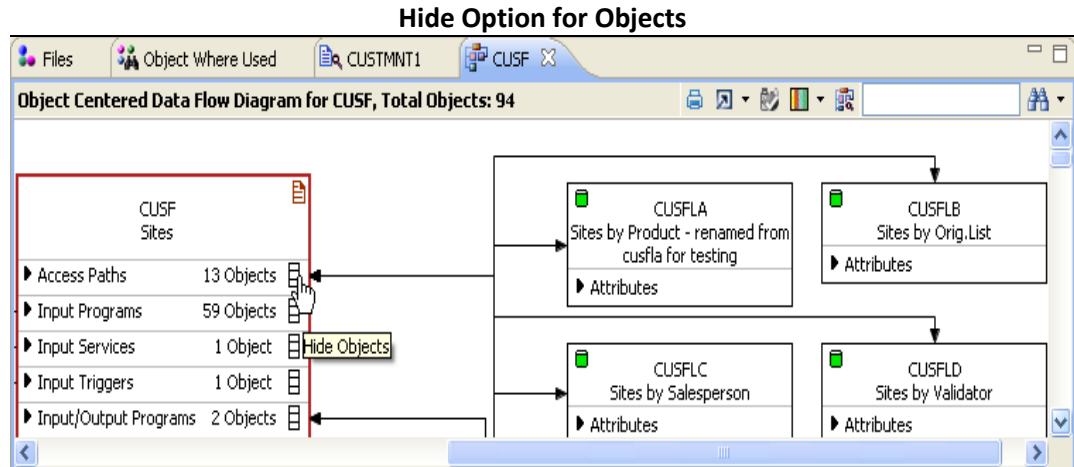 Hide Option for Objects
Files
Object Where Used
CUSTMNT1
CUSF
Object Centered Data Flow Diagram for CUSF, Total Objects: 94
CUSF
Sites
Access Paths 13 Objects
Input Programs 59 Objects
Input Services 1 Object
Hide Objects
Input Triggers 1 Object
Input/Output Programs 2 Objects
CUSFLA
Sites by Product - renamed from
cusfla for testing
Attributes
CUSFLB
Sites by Orig.List
Attributes
CUSFLC
Sites by Salesperson
Attributes
CUSFLD
Sites by Validator
Attributes